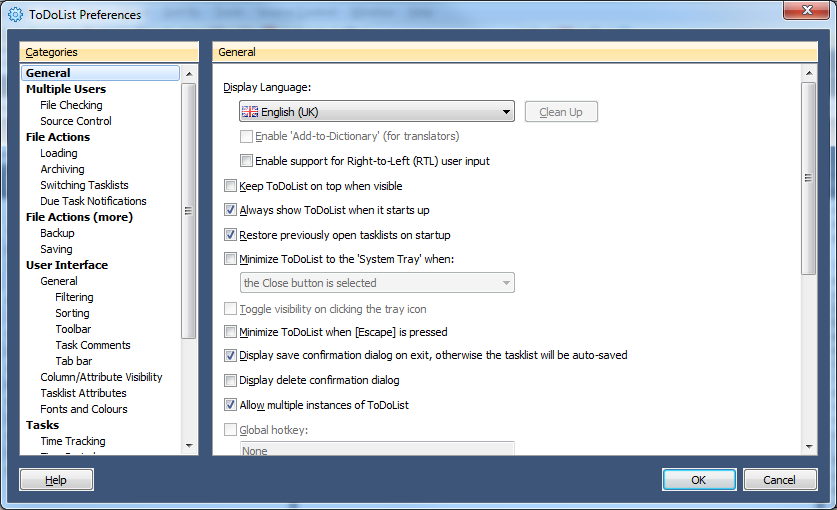 ToDoList Preferences
Categories
General
Multiple Users
File Checking
Source Control
File Actions
Loading
Archiving
Switching Tasklists
Due Task Notifications
File Actions (more)
Backup
Saving
User Interface
General
Filtering
Sorting
Toolbar
Task Comments
Tab bar
Column/Attribute Visibility
Tasklist Attributes
Fonts and Colours
Tasks
Time Tracking
General
Display Language:
English (UK)
Clean Up
Enable 'Add-to-Dictionary' (for translators)
Enable support for Right-to-Left (RTL) user input
Keep ToDoList on top when visible
Always show ToDoList when it starts up
Restore previously open tasklists on startup
Minimize ToDoList to the 'System Tray' when:
the Close button is selected
Toggle visibility on clicking the tray icon
Minimize ToDoList when [Escape] is pressed
Display save confirmation dialog on exit, otherwise the tasklist will be auto-saved
Display delete confirmation dialog
Allow multiple instances of ToDoList
Global hotkey:
None
Help
OK
Cancel